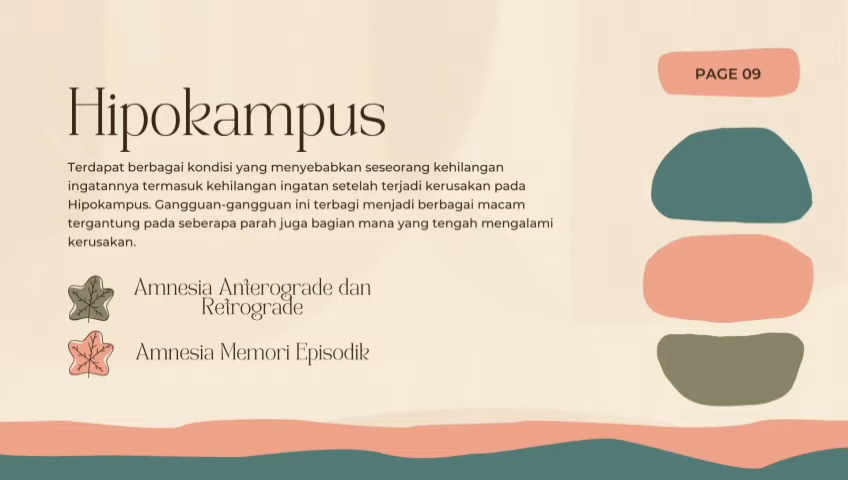 PAGE 09
Hipokampus
Terdapat berbagai kondisi yang menyebabkan seseorang kehilangan
ingatannya termasuk kehilangan ingatan setelah terjadi kerusakan pada
Hipokampus. Gangguan-gangguan ini terbagi menjadi berbagai macam
tergantung pada seberapa parah juga bagian mana yang tengah mengalami
kerusakan.
Amnesia Anterograde dan
Retrograde
Amnesia Memori Episodik